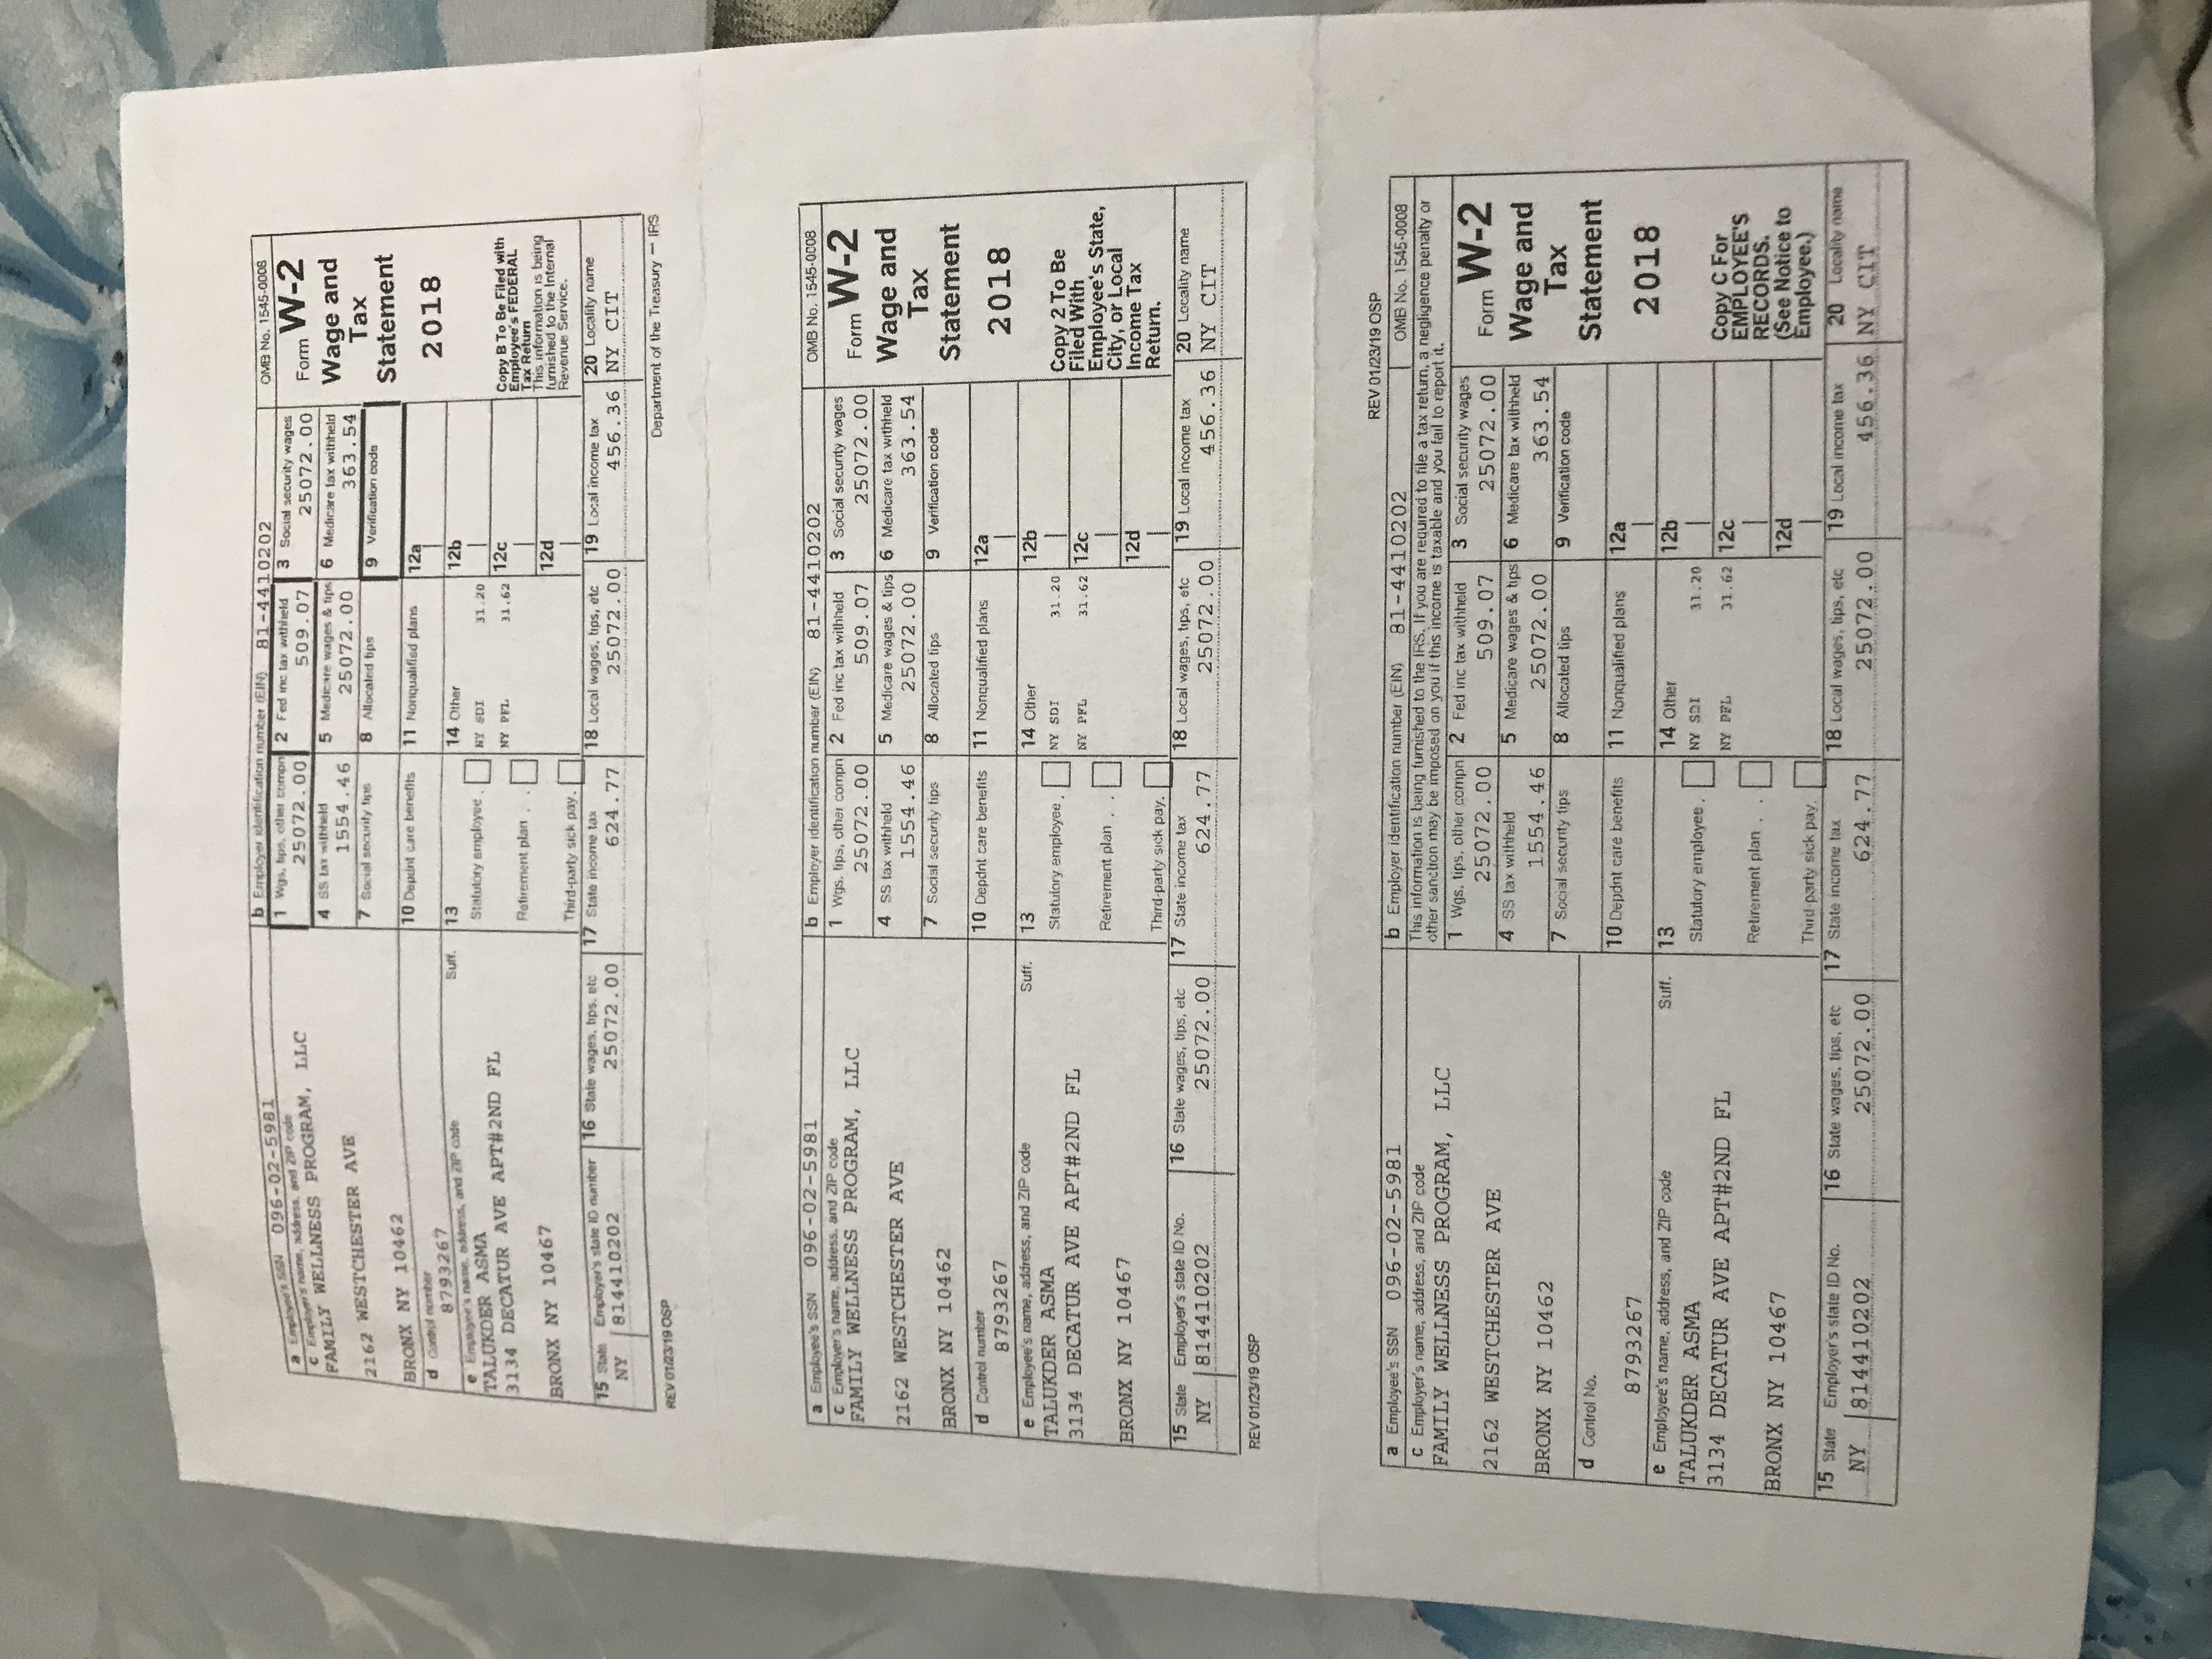 a Employee's SSN 096-02-5981
b Employer identification number (EIN) 81-4410202
OMB No. 1545-0008
c Employer's name, address, and ZIP code
FAMILY WELLNESS PROGRAM, LLC
2162 WESTCHESTER AVE
BRONX NY 10462
1 Wgs, tips, other compn 25072.00
2 Fed inc tax withheld 509.07
3 Social security wages 25072.00
4 SS tax withheld 1554.46
5 Medicare wages & tips 25072.00
6 Medicare tax withheld 363.54
7 Social security tips
8 Allocated tips
9 Verification code
d Control number
8793267
10 Depdnt care benefits
11 Nonqualified plans
12a
e Employee's name, address, and ZIP code Suff.
TALUKDER ASMA
3134 DECATUR AVE APT#2ND FL
BRONX NY 10467
13
Statutory employee .
Retirement plan . .
Third-party sick pay.
14 Other
NY SDI 31.20
NY PFL 31.62
12b
12c
12d
Form W-2
Wage and
Tax
Statement
2018
Copy B To Be Filed with
Employee's FEDERAL
Tax Return
This information is being
furnished to the Internal
Revenue Service.
15 State Employer's state ID number
NY 814410202
16 State wages, tips, etc 25072.00
17 State income tax 624.77
18 Local wages, tips, etc 25072.00
19 Local income tax 456.36
20 Locality name NY CIT
REV 01/23/19 OSP
Department of the Treasury — IRS
a Employee's SSN 096-02-5981
b Employer identification number (EIN) 81-4410202
OMB No. 1545-0008
c Employer's name, address, and ZIP code
FAMILY WELLNESS PROGRAM, LLC
2162 WESTCHESTER AVE
BRONX NY 10462
1 Wgs, tips, other compn 25072.00
2 Fed inc tax withheld 509.07
3 Social security wages 25072.00
4 SS tax withheld 1554.46
5 Medicare wages & tips 25072.00
6 Medicare tax withheld 363.54
7 Social security tips
8 Allocated tips
9 Verification code
d Control number
8793267
10 Depdnt care benefits
11 Nonqualified plans
12a
e Employee's name, address, and ZIP code Suff.
TALUKDER ASMA
3134 DECATUR AVE APT#2ND FL
BRONX NY 10467
13
Statutory employee .
Retirement plan . .
Third-party sick pay.
14 Other
NY SDI 31.20
NY PFL 31.62
12b
12c
12d
Form W-2
Wage and
Tax
Statement
2018
Copy 2 To Be
Filed With
Employee's State,
City, or Local
Income Tax
Return.
15 State Employer's state ID No.
NY 814410202
16 State wages, tips, etc 25072.00
17 State income tax 624.77
18 Local wages, tips, etc 25072.00
19 Local income tax 456.36
20 Locality name NY CIT
REV 01/23/19 OSP
REV 01/23/19 OSP
a Employee's SSN 096-02-5981
b Employer identification number (EIN) 81-4410202
OMB No. 1545-0008
c Employer's name, address, and ZIP code
FAMILY WELLNESS PROGRAM, LLC
2162 WESTCHESTER AVE
BRONX NY 10462
This information is being furnished to the IRS. If you are required to file a tax return, a negligence penalty or
other sanction may be imposed on you if this income is taxable and you fail to report it.
1 Wgs, tips, other compn 25072.00
2 Fed inc tax withheld 509.07
3 Social security wages 25072.00
4 SS tax withheld 1554.46
5 Medicare wages & tips 25072.00
6 Medicare tax withheld 363.54
7 Social security tips
8 Allocated tips
9 Verification code
d Control No.
8793267
10 Depdnt care benefits
11 Nonqualified plans
12a
e Employee's name, address, and ZIP code Suff.
TALUKDER ASMA
3134 DECATUR AVE APT#2ND FL
BRONX NY 10467
13
Statutory employee .
Retirement plan . .
Third-party sick pay.
14 Other
NY SDI 31.20
NY PFL 31.62
12b
12c
12d
Form W-2
Wage and
Tax
Statement
2018
Copy C For
EMPLOYEE'S
RECORDS.
(See Notice to
Employee.)
15 State Employer's state ID No.
NY 814410202
16 State wages, tips, etc 25072.00
17 State income tax 624.77
18 Local wages, tips, etc 25072.00
19 Local income tax 456.36
20 Locality name NY CIT